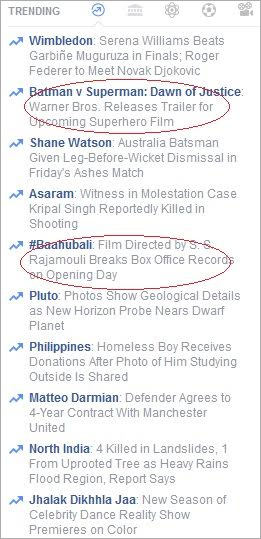 TRENDING
Wimbledon: Serena Williams Beats
Garbiñe Muguruza in Finals; Roger
Federer to Meet Novak Djokovic
Batman v Superman: Dawn of Justice:
Warner Bros. Releases Trailer for
Upcoming Superhero Film
Shane Watson: Australia Batsman
Given Leg-Before-Wicket Dismissal in
Friday's Ashes Match
Asaram: Witness in Molestation Case
Kripal Singh Reportedly Killed in
Shooting
#Baahubali: Film Directed by S. S.
Rajamouli Breaks Box Office Records
on Opening Day
Pluto: Photos Show Geological Details
as New Horizon Probe Nears Dwarf
Planet
Philippines: Homeless Boy Receives
Donations After Photo of Him Studying
Outside Is Shared
Matteo Darmian: Defender Agrees to
4-Year Contract With Manchester
United
North India: 4 Killed in Landslides, 1
From Uprooted Tree as Heavy Rains
Flood Region, Report Says
Jhalak Dikhhla Jaa: New Season of
Celebrity Dance Reality Show
Premieres on Color